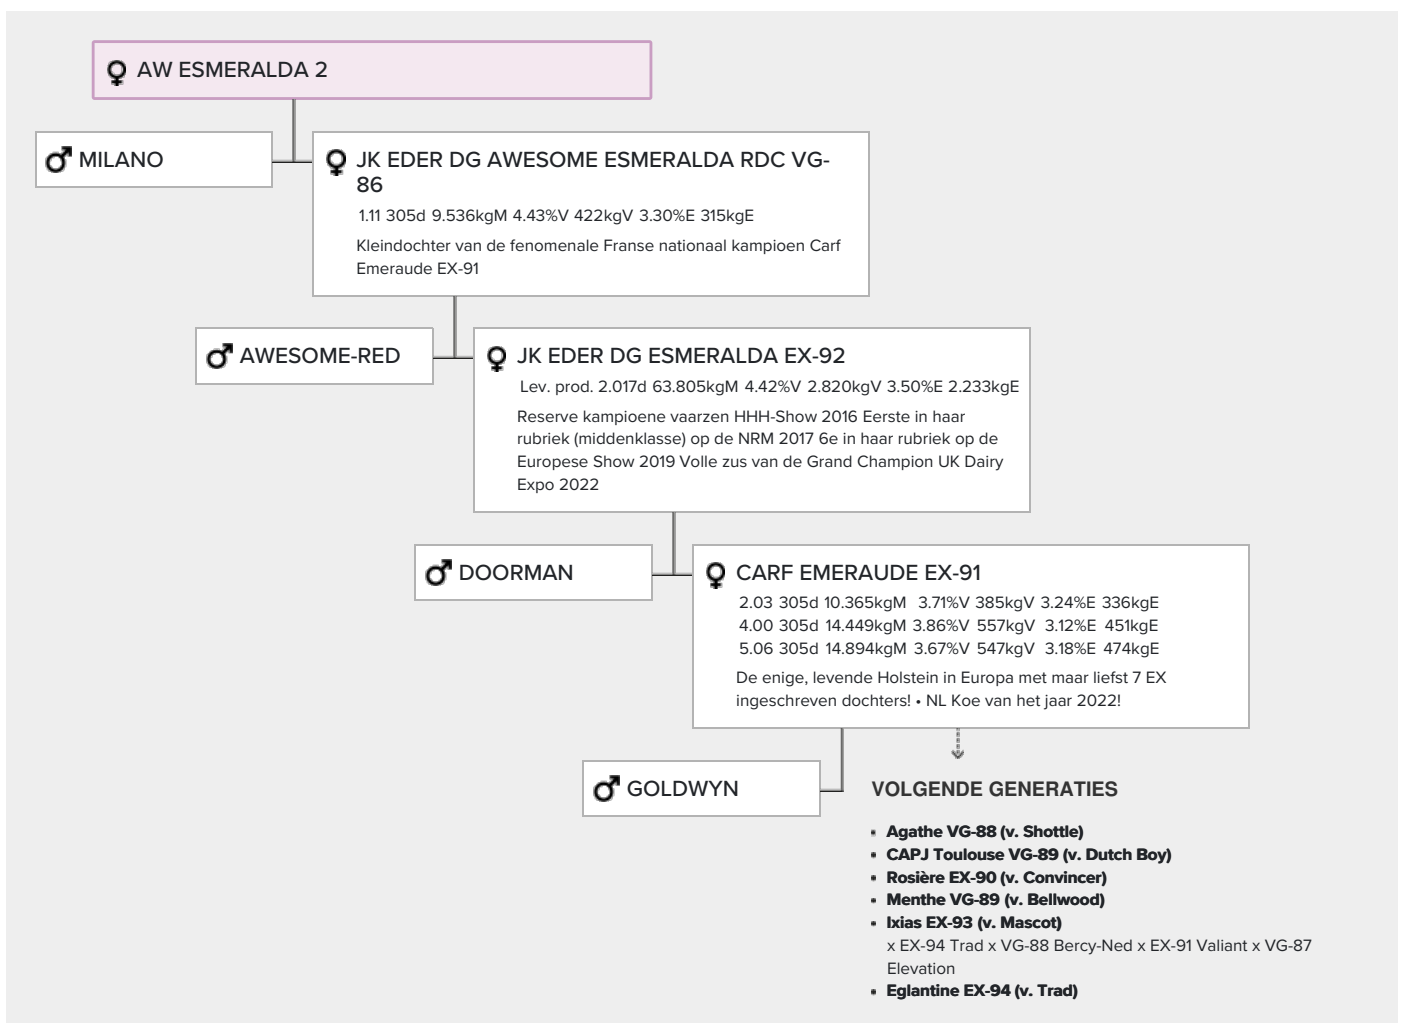 AW ESMERALDA 2
MILANO
JK EDER DG AWESOME ESMERALDA RDC VG-
86
1.11 305d 9.536kgM 4.43%V 422kgV 3.30%E 315kgE
Kleindochter van de fenomenale Franse nationaal kampioen Carf
Emeraude EX-91
AWESOME-RED
JK EDER DG ESMERALDA EX-92
Lev. prod. 2.017d 63.805kgM 4.42%V 2.820kgV 3.50%E 2.233kgE
Reserve kampioene vaarzen HHH-Show 2016 Eerste in haar
rubriek (middenklasse) op de NRM 2017 6e in haar rubriek op de
Europese Show 2019 Volle zus van de Grand Champion UK Dairy
Expo 2022
DOORMAN
CARF EMERAUDE EX-91
2.03 305d 10.365kgM 3.71%V 385kgV 3.24%E 336kgE
4.00 305d 14.449kgM 3.86%V 557kgV 3.12%E 451kgE
5.06 305d 14.894kgM 3.67%V 547kgV 3.18%E 474kgE
De enige, levende Holstein in Europa met maar liefst 7 EX
ingeschreven dochters! • NL Koe van het jaar 2022!
GOLDWYN
VOLGENDE GENERATIES
• Agathe VG-88 (v. Shottle)
• CAPJ Toulouse VG-89 (v. Dutch Boy)
• Rosière EX-90 (v. Convincer)
• Menthe VG-89 (v. Bellwood)
• Ixias EX-93 (v. Mascot)
x EX-94 Trad x VG-88 Bercy-Ned x EX-91 Valiant x VG-87
Elevation
• Eglantine EX-94 (v. Trad)